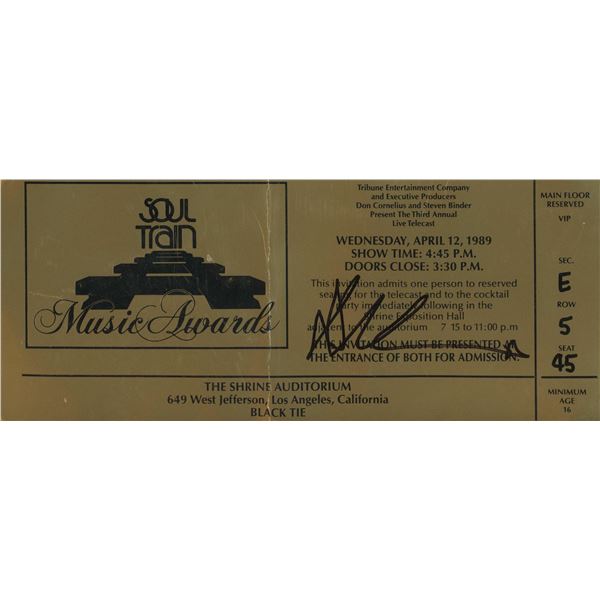 SOUL
TRAIN
Music Awards
Tribune Entertainment Company
and Executive Producers
Don Cornelius and Steven Binder
Present The Third Annual
Live Telecast
WEDNESDAY, APRIL 12, 1989
SHOW TIME: 4:45 P.M.
DOORS CLOSE: 3:30 P.M.
This invitation admits one person to reserved
seating for the telecast and to the cocktail
party immediately following in the
Shrine Exposition Hall
adjacent to the auditorium 7 15 to 11:00 p.m
THIS INVITATION MUST BE PRESENTED AT
THE ENTRANCE OF BOTH FOR ADMISSION.
THE SHRINE AUDITORIUM
649 West Jefferson, Los Angeles, California
BLACK TIE
MAIN FLOOR
RESERVED
VIP
SEC.
E
ROW
5
SEAT
45
MINIMUM
AGE
16